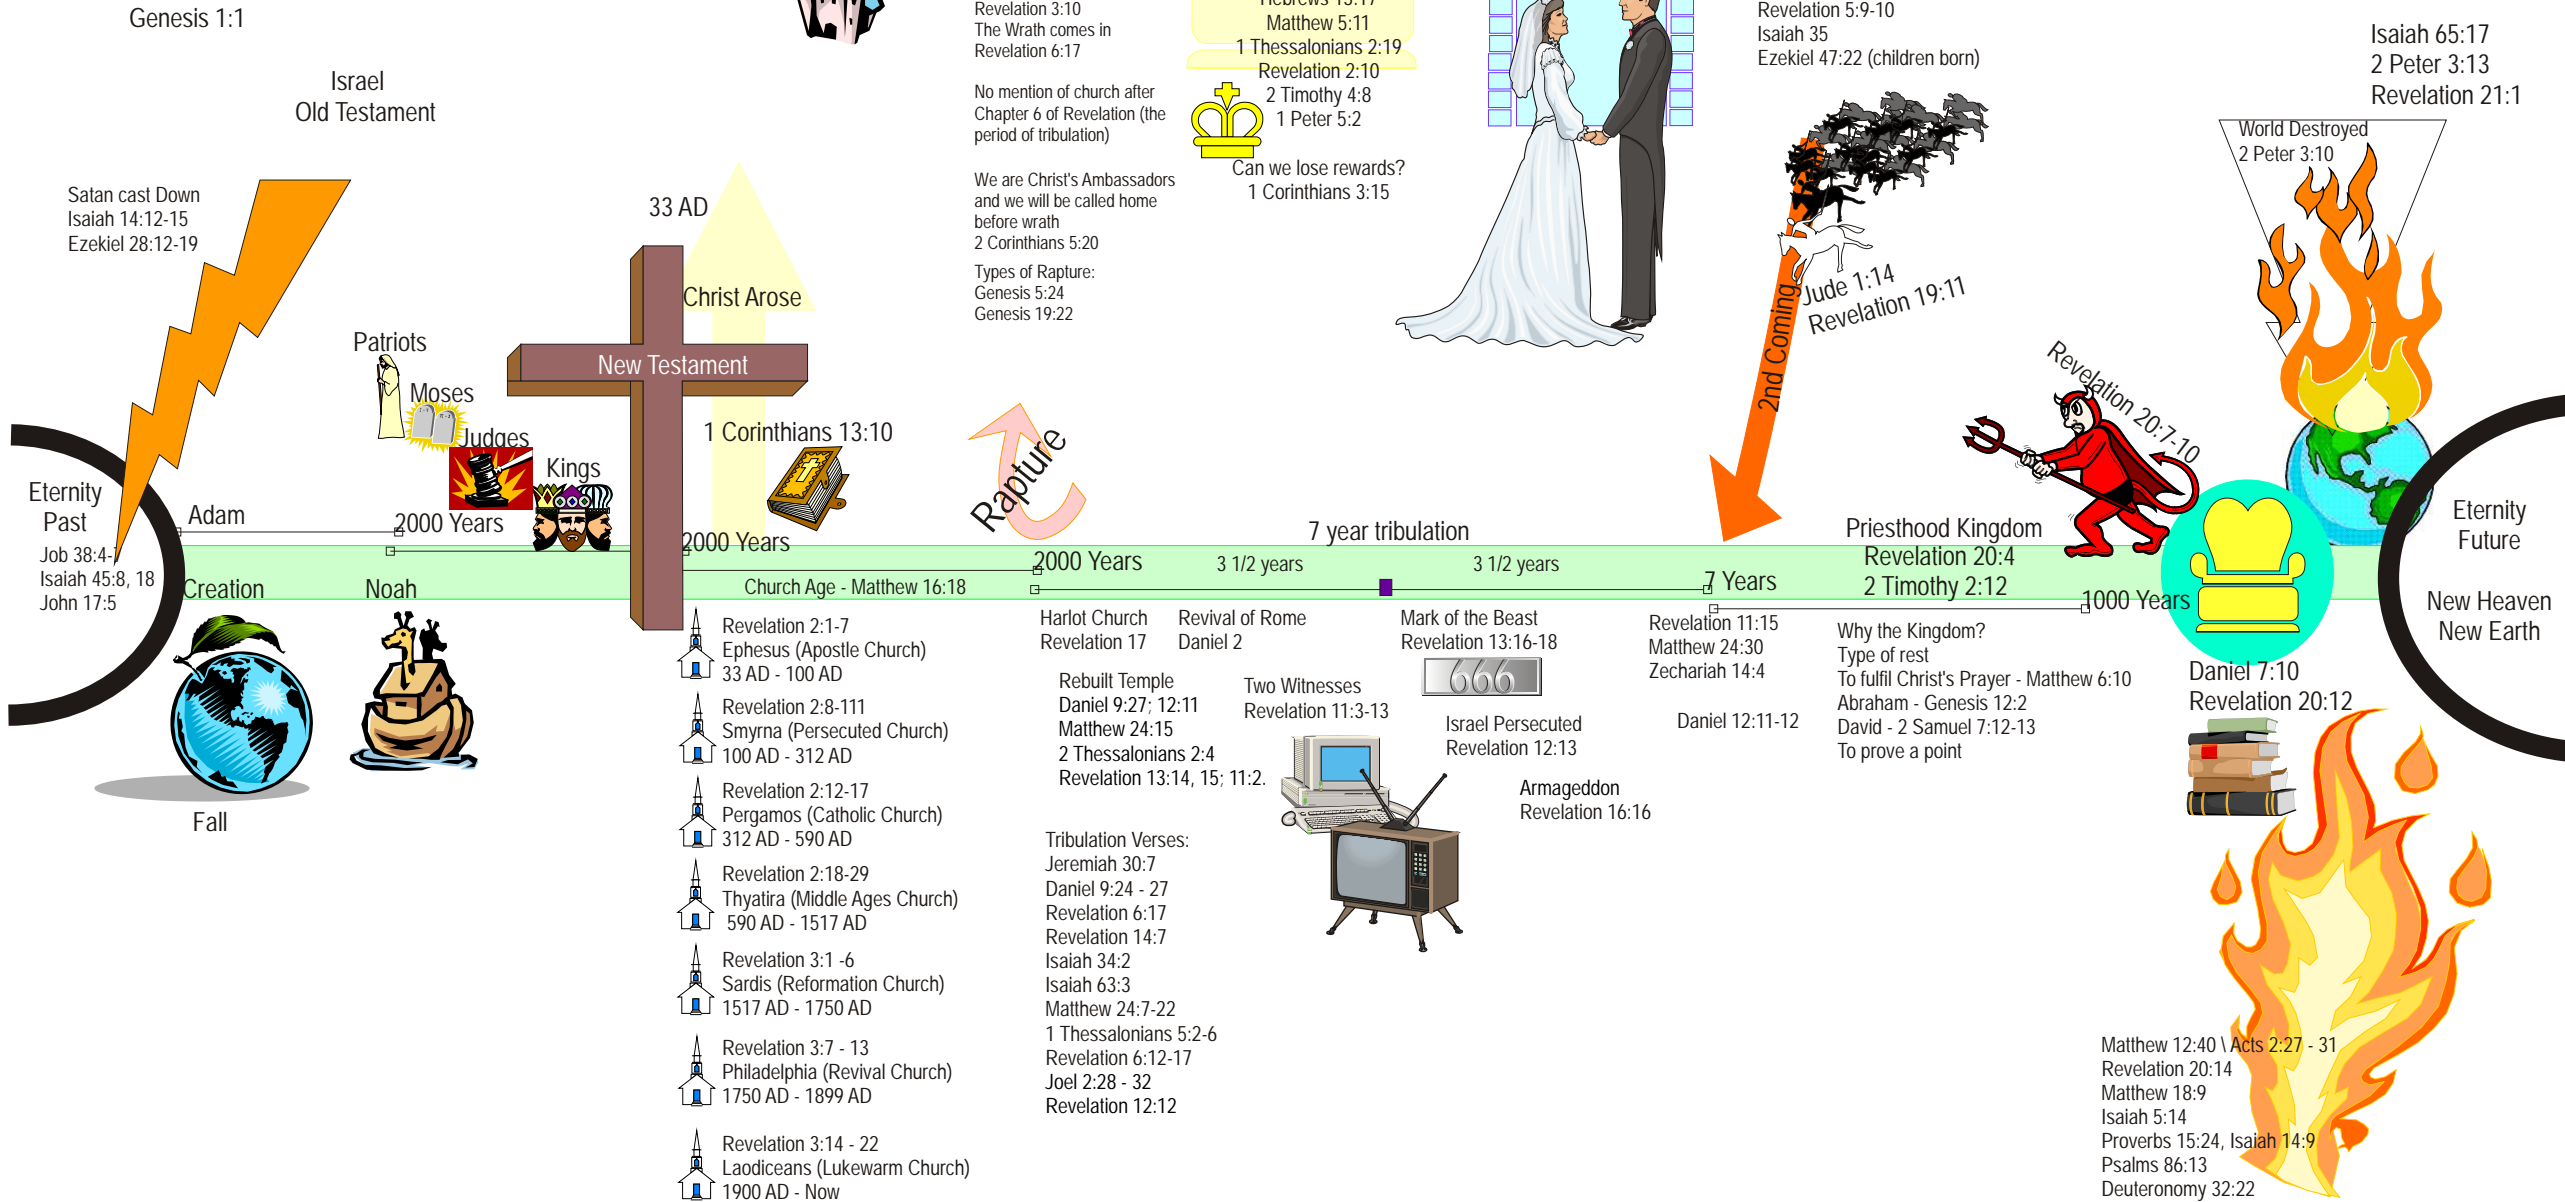 Genesis 1:1
Israel
Old Testament
Satan cast Down
Isaiah 14:12-15
Ezekiel 28:12-19
Eternity
Past
Job 38:4-
Isaiah 45:8, 18
John 17:5
Adam
2000 Years
Creation
Fall
Noah
Patriots
Moses
Judges
Kings
33 AD
Christ Arose
New Testament
1 Corinthians 13:10
2000 Years
Church Age - Matthew 16:18
Revelation 2:1-7
Ephesus (Apostle Church)
33 AD - 100 AD
Revelation 2:8-111
Smyrna (Persecuted Church)
100 AD - 312 AD
Revelation 2:12-17
Pergamos (Catholic Church)
312 AD - 590 AD
Revelation 2:18-29
Thyatira (Middle Ages Church)
590 AD - 1517 AD
Revelation 3:1 -6
Sardis (Reformation Church)
1517 AD - 1750 AD
Revelation 3:7 - 13
Philadelphia (Revival Church)
1750 AD - 1899 AD
Revelation 3:14 - 22
Laodiceans (Lukewarm Church)
1900 AD - Now
Revelation 3:10
The Wrath comes in
Revelation 6:17
No mention of church after
Chapter 6 of Revelation (the
period of tribulation)
We are Christ's Ambassadors
and we will be called home
before wrath
2 Corinthians 5:20
Types of Rapture:
Genesis 5:24
Genesis 19:22
Rapture
Hebrews 13:17
Matthew 5:11
1 Thessalonians 2:19
Revelation 2:10
2 Timothy 4:8
1 Peter 5:2
Can we lose rewards?
1 Corinthians 3:15
2000 Years
7 year tribulation
3 1/2 years
3 1/2 years
7 Years
Harlot Church
Revelation 17
Revival of Rome
Daniel 2
Mark of the Beast
Revelation 13:16-18
666
Rebuilt Temple
Daniel 9:27; 12:11
Matthew 24:15
2 Thessalonians 2:4
Revelation 13:14, 15; 11:2.
Two Witnesses
Revelation 11:3-13
Israel Persecuted
Revelation 12:13
Armageddon
Revelation 16:16
Tribulation Verses:
Jeremiah 30:7
Daniel 9:24 - 27
Revelation 6:17
Revelation 14:7
Isaiah 34:2
Isaiah 63:3
Matthew 24:7-22
1 Thessalonians 5:2-6
Revelation 6:12-17
Joel 2:28 - 32
Revelation 12:12
Revelation 5:9-10
Isaiah 35
Ezekiel 47:22 (children born)
2nd Coming
Jude 1:14
Revelation 19:11
Revelation 11:15
Matthew 24:30
Zechariah 14:4
Daniel 12:11-12
Priesthood Kingdom
Revelation 20:4
2 Timothy 2:12
1000 Years
Why the Kingdom?
Type of rest
To fulfil Christ's Prayer - Matthew 6:10
Abraham - Genesis 12:2
David - 2 Samuel 7:12-13
To prove a point
Revelation 20:7-10
Isaiah 65:17
2 Peter 3:13
Revelation 21:1
World Destroyed
2 Peter 3:10
Eternity
Future
New Heaven
New Earth
Daniel 7:10
Revelation 20:12
Matthew 12:40 \ Acts 2:27 - 31
Revelation 20:14
Matthew 18:9
Isaiah 5:14
Proverbs 15:24, Isaiah 14:9
Psalms 86:13
Deuteronomy 32:22